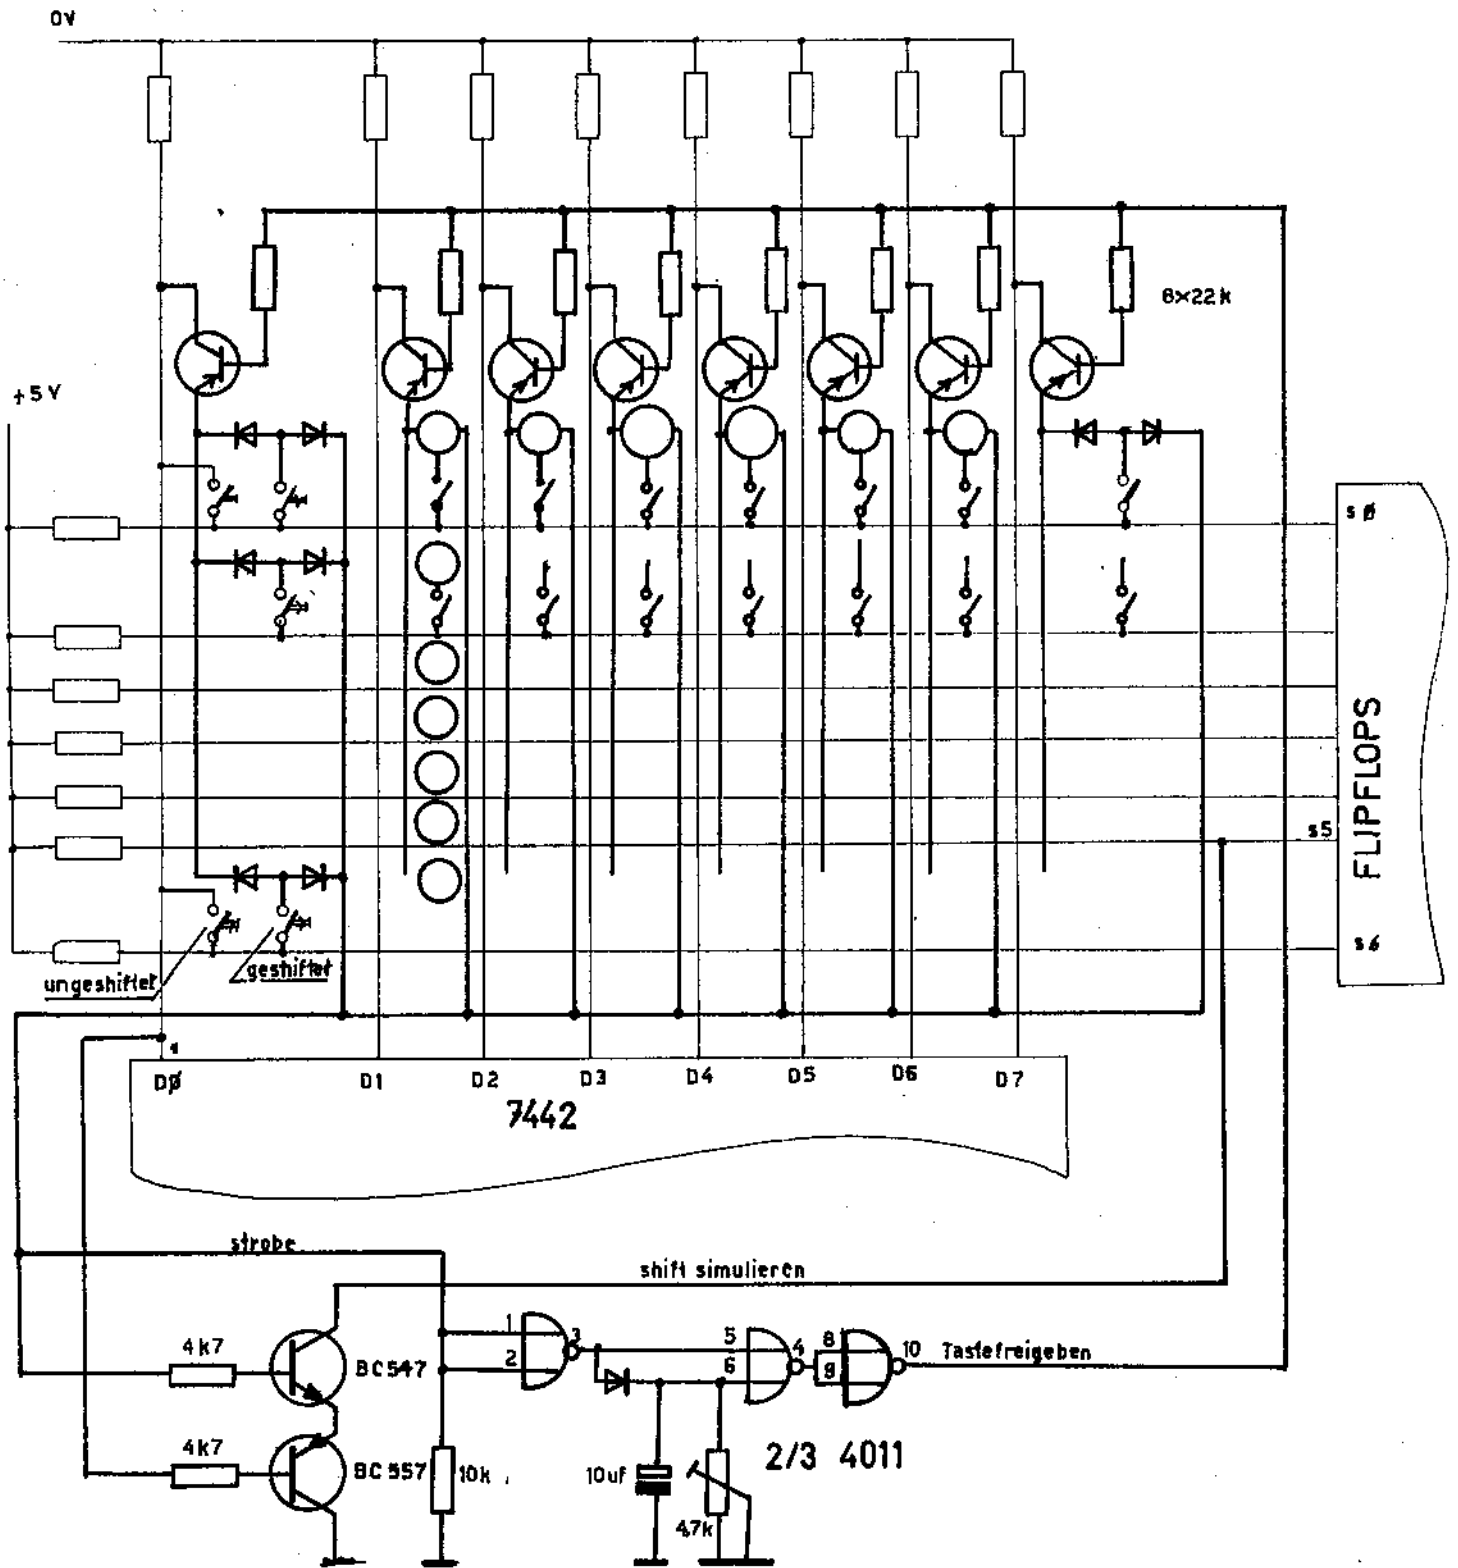 0V
8×22k
+5V
sØ
s5
FLIPFLOPS
s6
ungeshiftet
geshiftet
DØ
D1
D2
D3
D4
D5
D6
D7
7442
strobe
shift simulieren
4k7
BC547
1
2
3
5
6
4
8
9
10
Tastefreigeben
4k7
BC557
10k
10uf
47k
2/3 4011